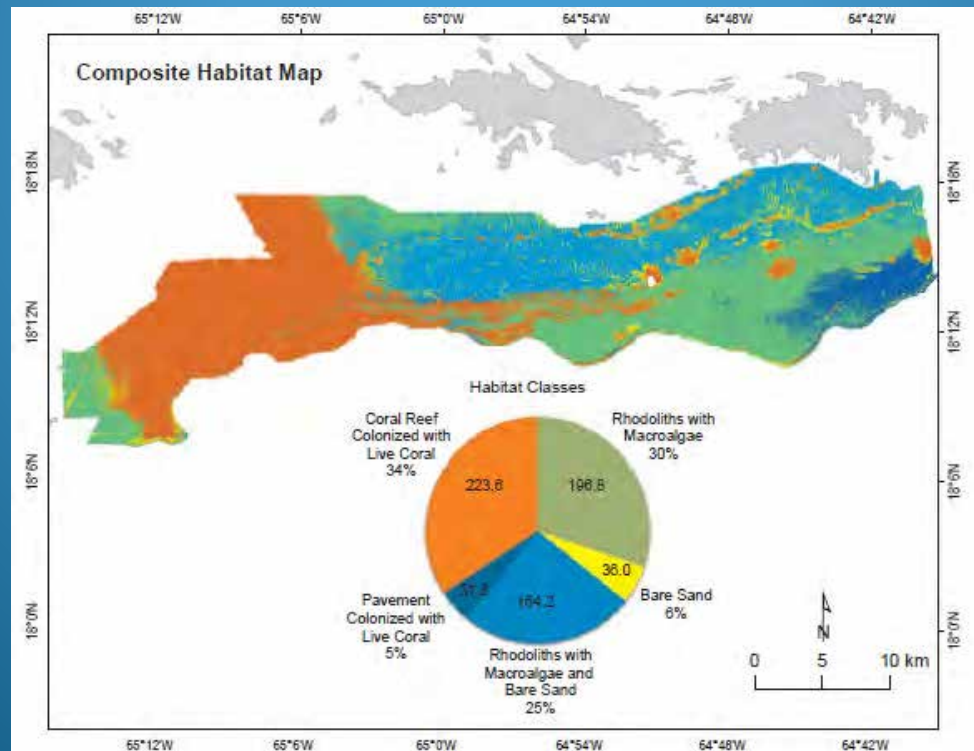 65°12'W 65°6'W 65°0'W 64°54'W 64°48'W 64°42'W
Composite Habitat Map
18°18'N 18°18'N
18°12'N 18°12'N
Habitat Classes
Coral Reef
Colonized with
Live Coral
34%
Rhodoliths with
Macroalgae
30%
223.6
196.8
18°6'N 18°6'N
36.0
Bare Sand
6%
164.2
Pavement
Colonized with
Live Coral
5%
Rhodoliths with
Macroalgae and
Bare Sand
25%
18°0'N 18°0'N
N
0 5 10 km
65°12'W 65°6'W 65°0'W 64°54'W 64°48'W 64°42'W